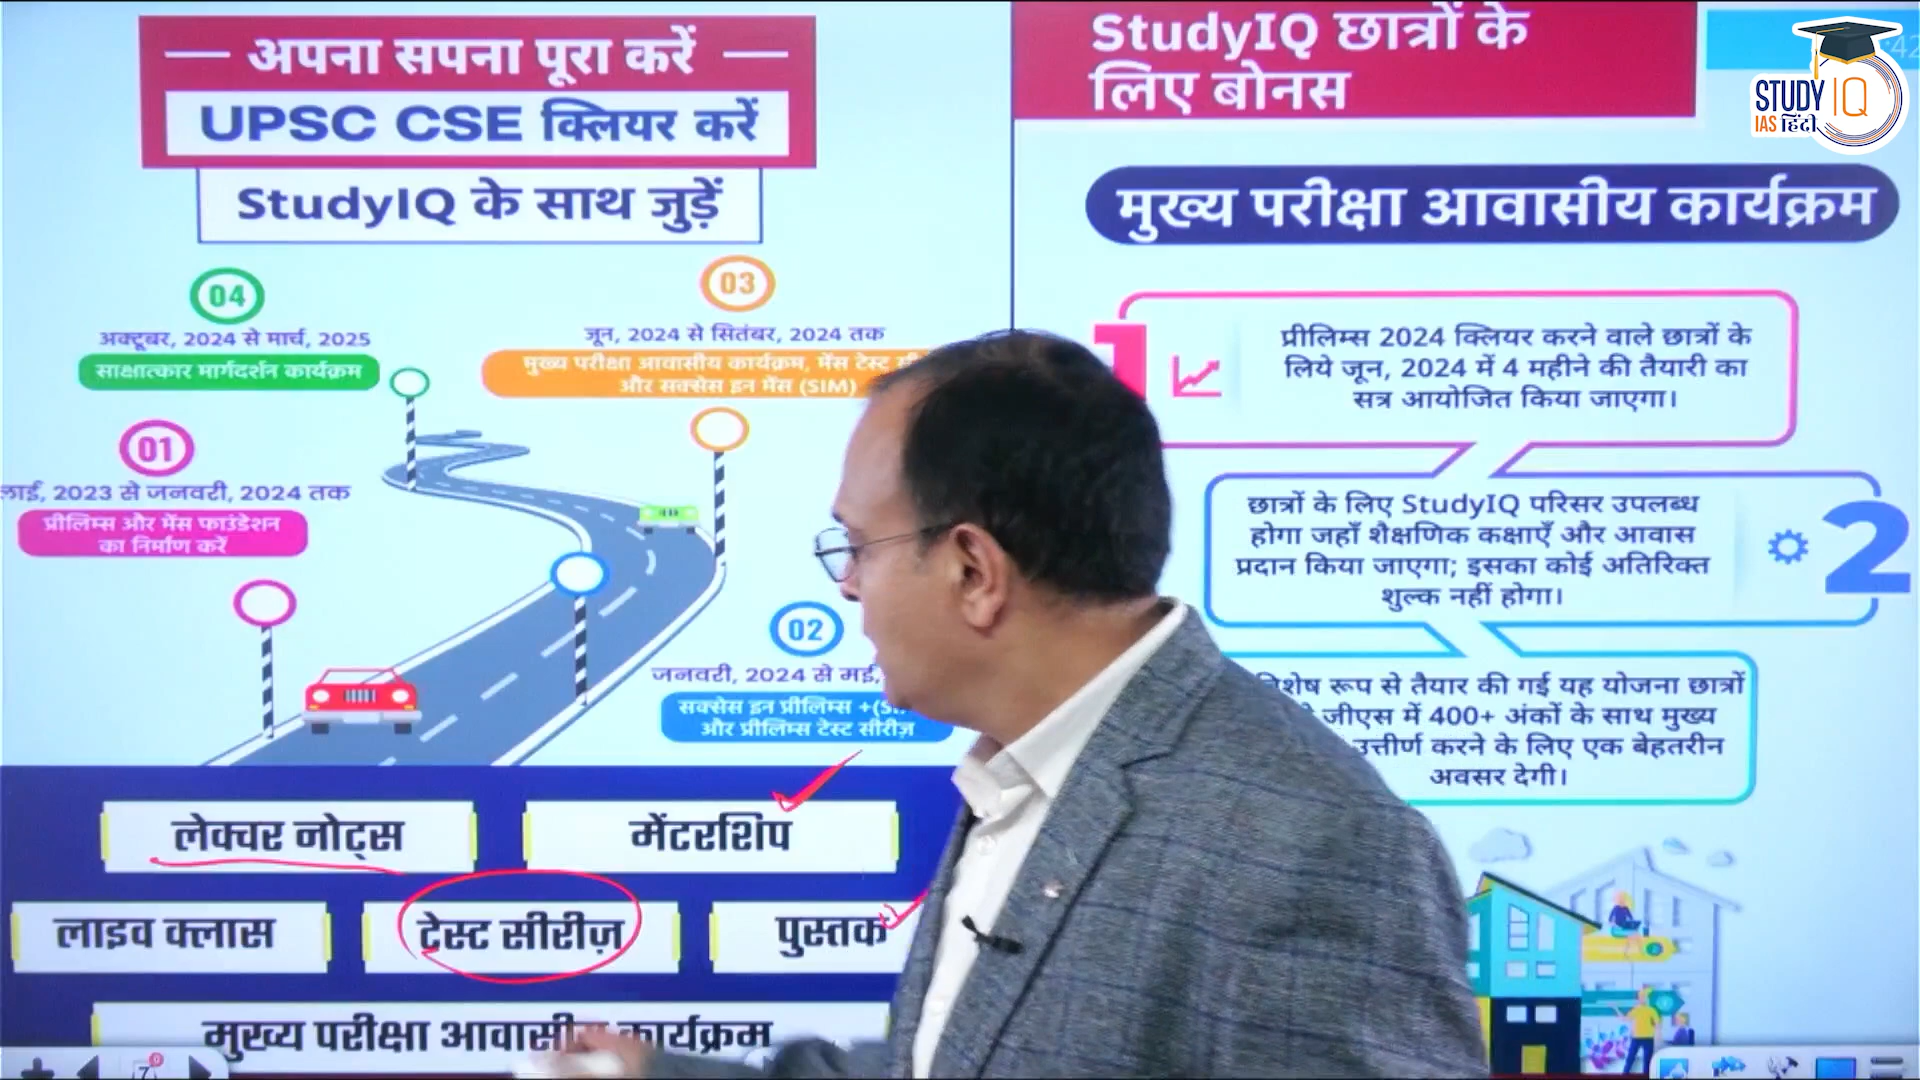 अपना सपना पूरा करें
UPSC CSE क्लियर करें
StudyIQ के साथ जुड़ें
04
अक्टूबर, 2024 से मार्च, 2025
साक्षात्कार मार्गदर्शन कार्यक्रम
03
जून, 2024 से सितंबर, 2024 तक
मुख्य परीक्षा आवासीय कार्यक्रम, मेंस टेस्ट
और सक्सेस इन मेंस (SIM)
01
2023 से जनवरी, 2024 तक
प्रीलिम्स और मेंस फाउंडेशन
का निर्माण करें
02
जनवरी, 2024 से मई,
सक्सेस इन प्रीलिम्स
और प्रीलिम्स टेस्ट सीरीज़
लेक्चर नोट्स
मेंटरशिप
लाइव क्लास
टेस्ट सीरीज़
पुस्तक
मुख्य परीक्षा आवासीय कार्यक्रम
StudyIQ छात्रों के
लिए बोनस
STUDY IQ
IAS हिंदी
मुख्य परीक्षा आवासीय कार्यक्रम
1
प्रीलिम्स 2024 क्लियर करने वाले छात्रों के
लिये जून, 2024 में 4 महीने की तैयारी का
सत्र आयोजित किया जाएगा।
2
छात्रों के लिए StudyIQ परिसर उपलब्ध
होगा जहाँ शैक्षणिक कक्षाएँ और आवास
प्रदान किया जाएगा; इसका कोई अतिरिक्त
शुल्क नहीं होगा।
रूप से तैयार की गई यह योजना छात्रों
जीएस में 400+ अंकों के साथ मुख्य
उत्तीर्ण करने के लिए एक बेहतरीन
अवसर देगी।